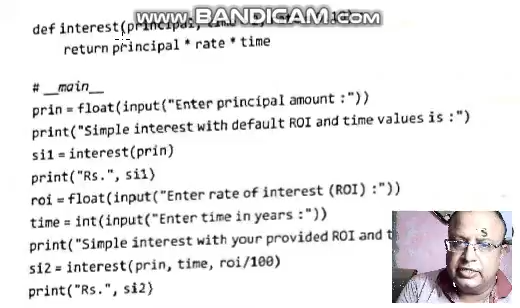 WWW.BANDICAM.COM
def interest(principal, time
return principal * rate * time
# __main__
prin = float(input("Enter principal amount :"))
print("Simple interest with default ROI and time values is :")
si1 = interest(prin)
print("Rs.", si1)
roi = float(input("Enter rate of interest (ROI) :"))
time = int(input("Enter time in years :"))
print("Simple interest with your provided ROI and t
si2 = interest(prin, time, roi/100)
print("Rs.", si2)